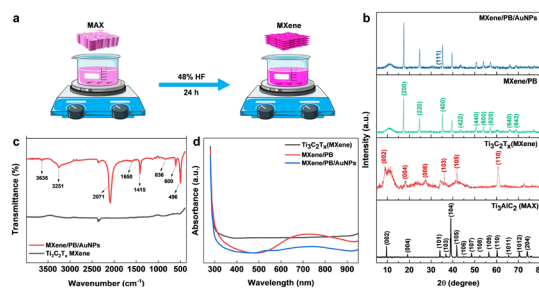 a
MAX
48% HF
24 h
MXene
b
MXene/PB/AuNPs
(111)
MXene/PB
(200)
(220)
(400)
(422)
(440)
(600)
(620)
(640)
(642)
Ti3C2TX(MXene)
(002)
(004)
(006)
(103)
(105)
(110)
Ti3AlC2 (MAX)
(002)
(004)
(101)
(103)
(104)
(105)
(106)
(107)
(108)
(109)
(110)
(1011)
(1012)
(204)
Intensity (a.u.)
10 20 30 40 50 60 70 80
2θ (degree)
c
3635
3251
2071
1660
1415
836
600
496
MXene/PB/AuNPs
Ti3C2Tx MXene
Transmittance (%)
4000 3500 3000 2500 2000 1500 1000 500
Wavenumber (cm-1)
d
Ti3C2TX(MXene)
MXene/PB
MXene/PB/AuNPs
Absorbance (a.u.)
300 400 500 600 700 800 900
Wavelength (nm)